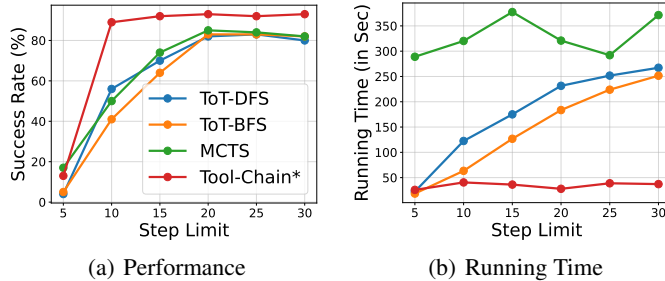 Success Rate (%)
80
60
40
20
0
5 10 15 20 25 30
Step Limit
ToT-DFS
ToT-BFS
MCTS
Tool-Chain*
(a) Performance
Running Time (in Sec)
350
300
250
200
150
100
50
5 10 15 20 25 30
Step Limit
(b) Running Time